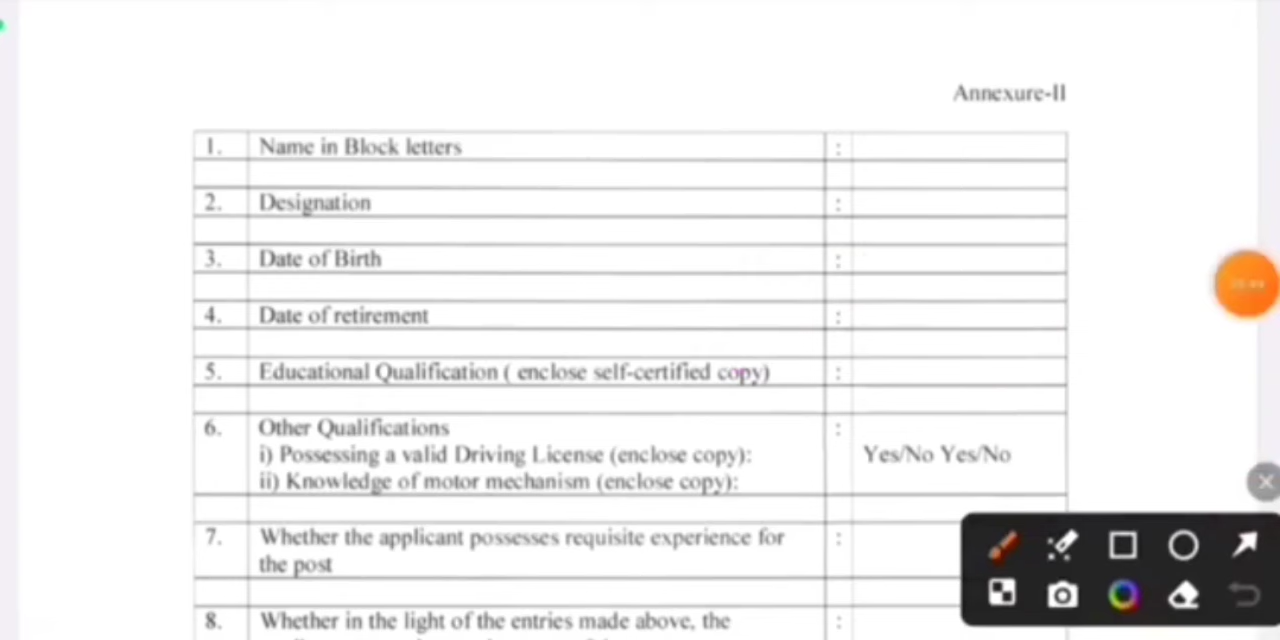 Annexure-II
1. Name in Block letters :
2. Designation :
3. Date of Birth :
4. Date of retirement :
5. Educational Qualification ( enclose self-certified copy) :
6. Other Qualifications :
i) Possessing a valid Driving License (enclose copy): Yes/No Yes/No
ii) Knowledge of motor mechanism (enclose copy):
7. Whether the applicant possesses requisite experience for :
the post
8. Whether in the light of the entries made above, the :